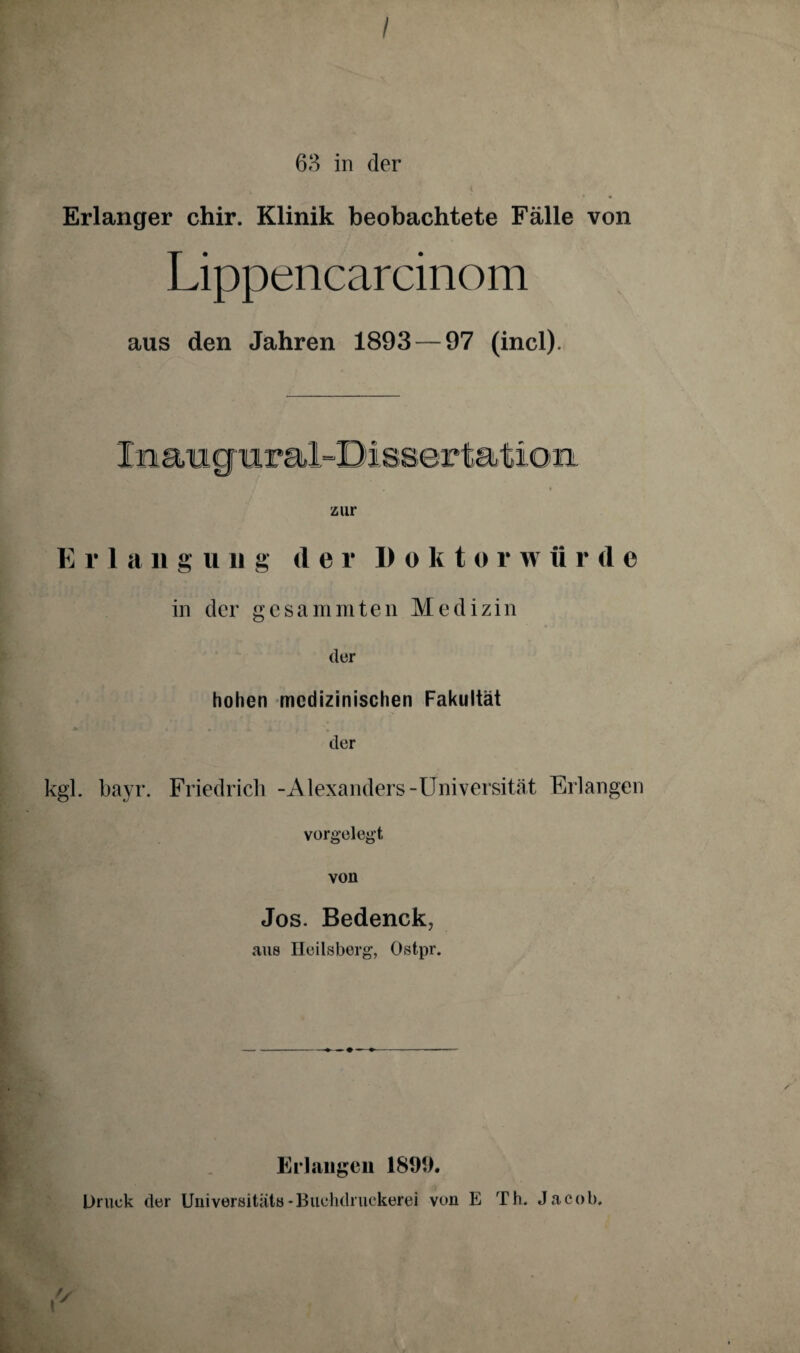 63 in der
Erlanger chir. Klinik beobachtete Fälle von
Lippencarcinom
aus den Jahren 1893—97 (incl).
Inaugural-Dissertation
zur
Erlangung der Doktorwürde
in der gesammten Medizin
der
hohen medizinischen Fakultät
der
kgl. bayr. Friedrich -Alexanders-Universität Erlangen
vorgelegt
von
Jos. Bedenck,
aus Heilsberg, Ostpr.
Erlangen 1899.
Druck der Universitäts-Buchdruckerei von E Th. Jacob.